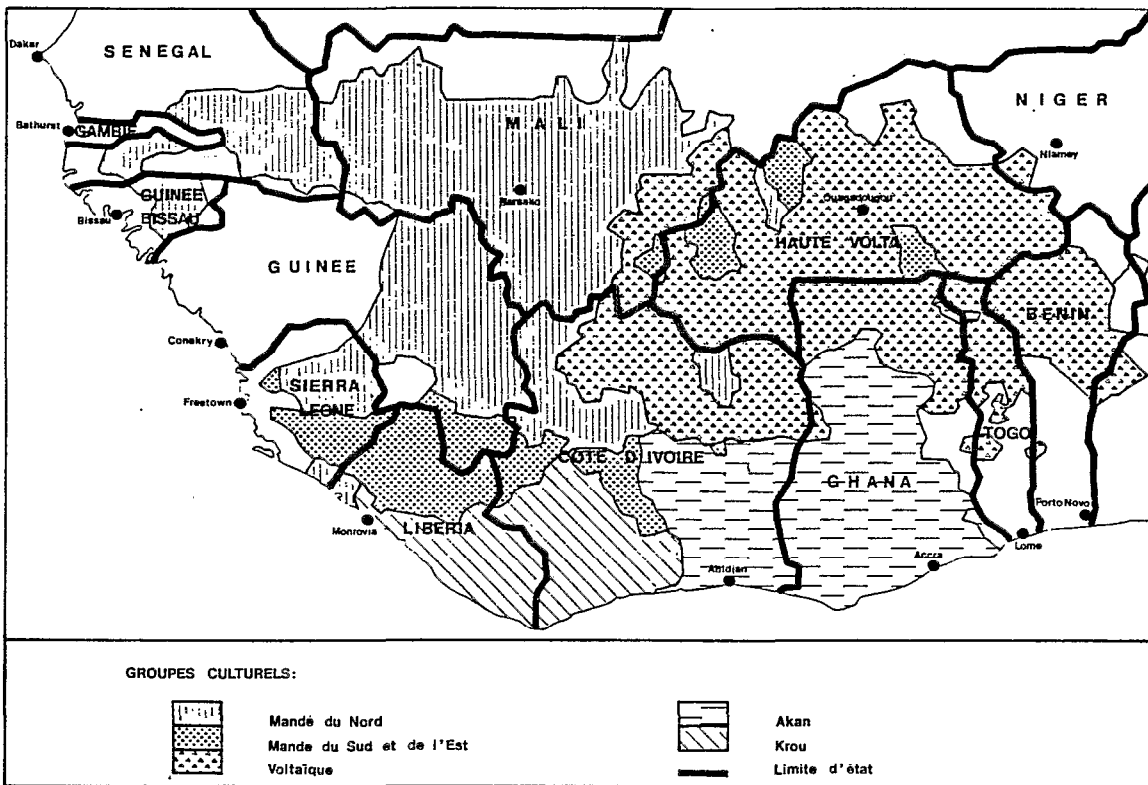 Dakar
SENEGAL
NIGER
Bathurst
GAMBIE
MALI
Niamey
GUINEE
BISSAU
Bissau
Bamako
Ouagadougou
HAUTE VOLTA
GUINEE
BENIN
Conakry
SIERRA
LEONE
Freetown
TOGO
COTE D'IVOIRE
GHANA
Porto Novo
LIBERIA
Monrovia
Lome
Accra
Abidjan
GROUPES CULTURELS:
Mandé du Nord
Mande du Sud et de l'Est
Voltaïque
Akan
Krou
Limite d'état